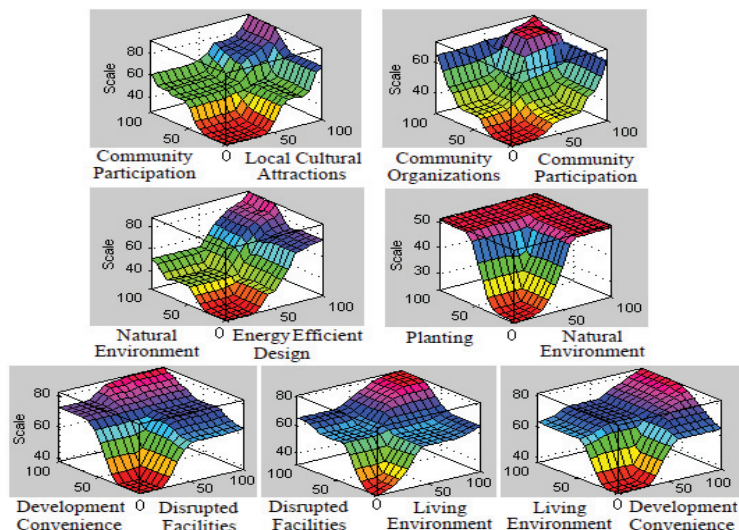 Scale
80
60
40
100
50
0
50
100
Community Participation
Local Cultural Attractions
Scale
60
40
100
50
0
50
100
Community Organizations
Community Participation
Scale
80
60
40
100
50
0
50
100
Natural Environment
Energy Efficient Design
Scale
50
40
30
100
50
0
50
100
Planting
Natural Environment
Scale
80
60
40
100
50
0
50
100
Development Convenience
Disrupted Facilities
80
60
40
100
50
0
50
100
Disrupted Facilities
Living Environment
80
60
40
100
50
0
50
100
Living Environment
Development Convenience